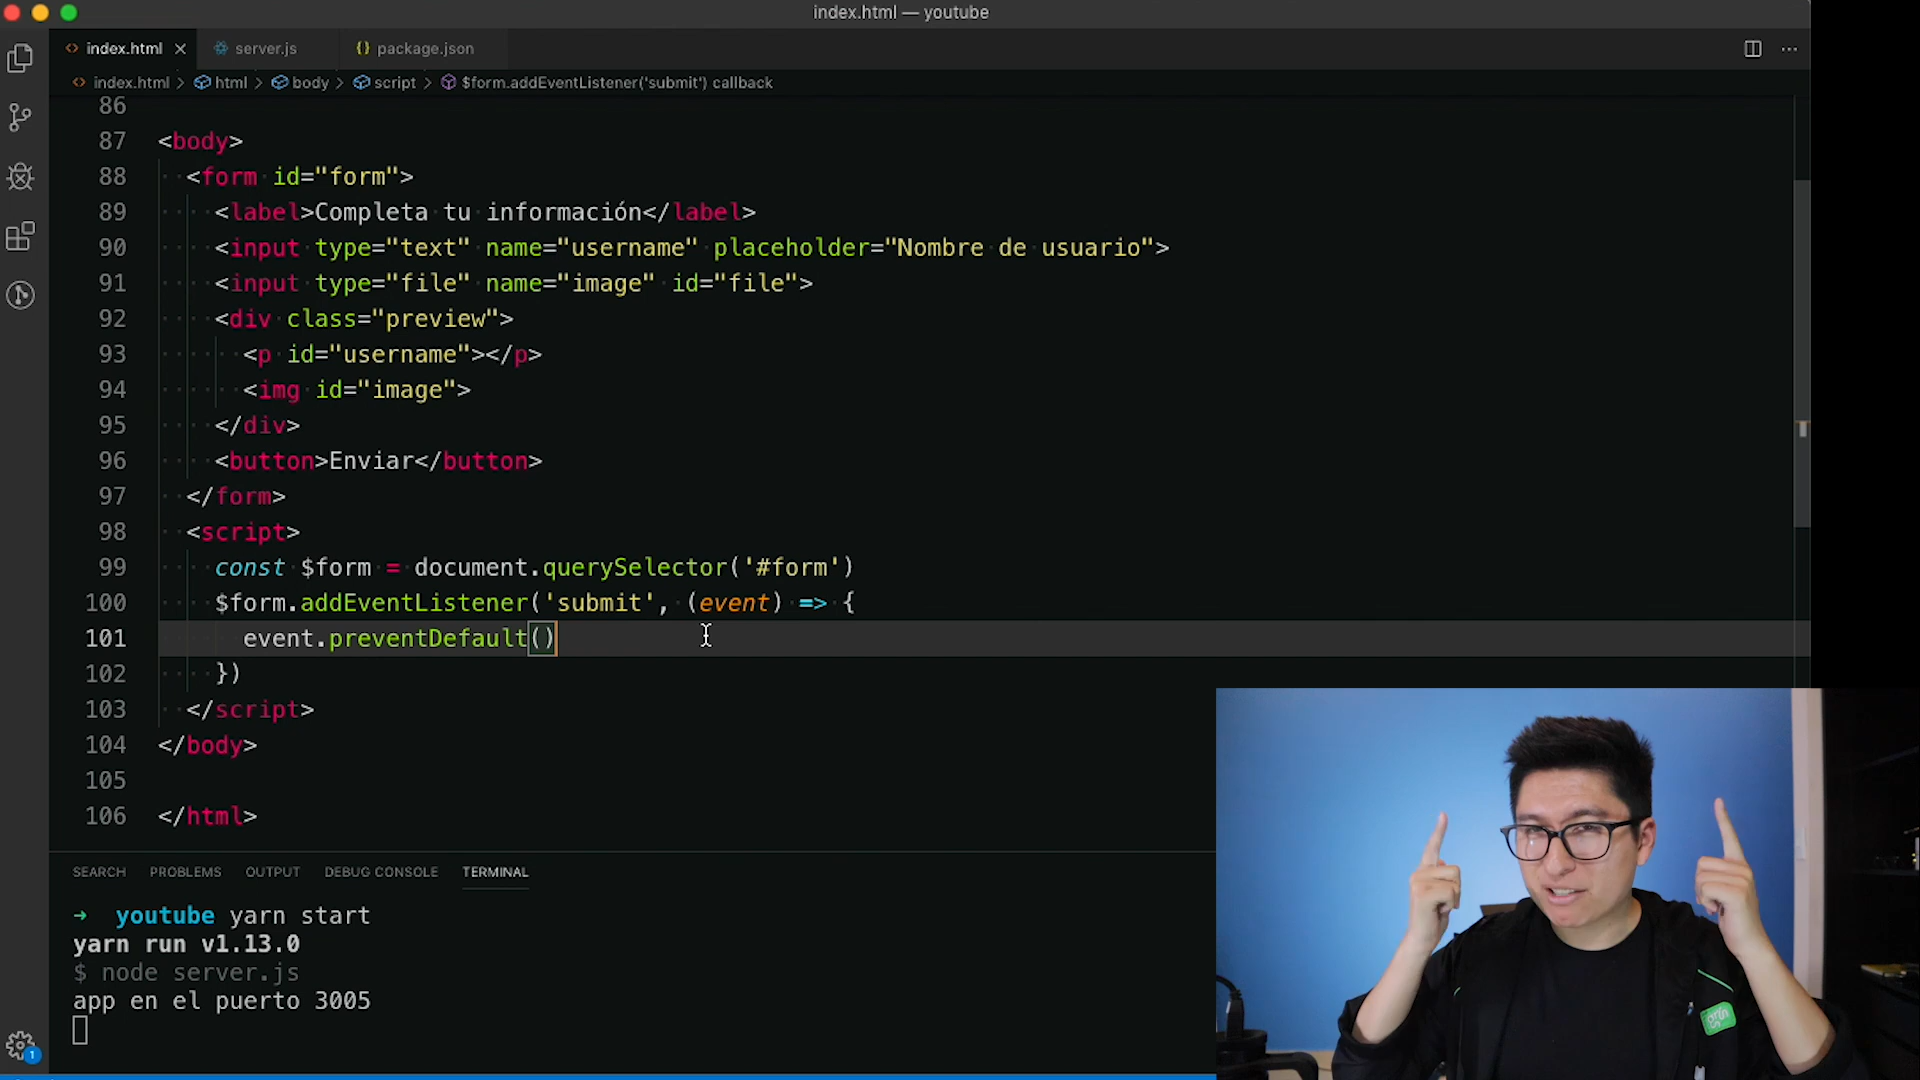 index.html — youtube
index.html server.js package.json
index.html > html > body > script > $form.addEventListener('submit') callback
86
87 <body>
88 <form id="form">
89 <label>Completa tu información</label>
90 <input type="text" name="username" placeholder="Nombre de usuario">
91 <input type="file" name="image" id="file">
92 <div class="preview">
93 <p id="username"></p>
94 <img id="image">
95 </div>
96 <button>Enviar</button>
97 </form>
98 <script>
99 const $form = document.querySelector('#form')
100 $form.addEventListener('submit', (event) => {
101 event.preventDefault()
102 })
103 </script>
104 </body>
105
106 </html>
SEARCH PROBLEMS OUTPUT DEBUG CONSOLE TERMINAL
➜ youtube yarn start
yarn run v1.13.0
$ node server.js
app en el puerto 3005
1